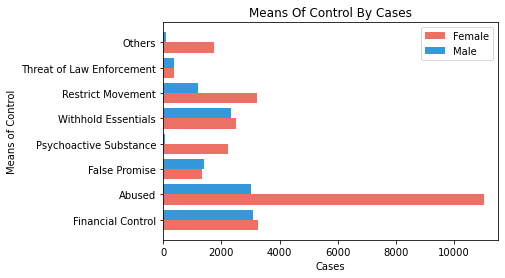 Means Of Control By Cases
Female
Male
Others
Threat of Law Enforcement
Restrict Movement
Withhold Essentials
Psychoactive Substance
False Promise
Abused
Financial Control
Means of Control
0 2000 4000 6000 8000 10000
Cases